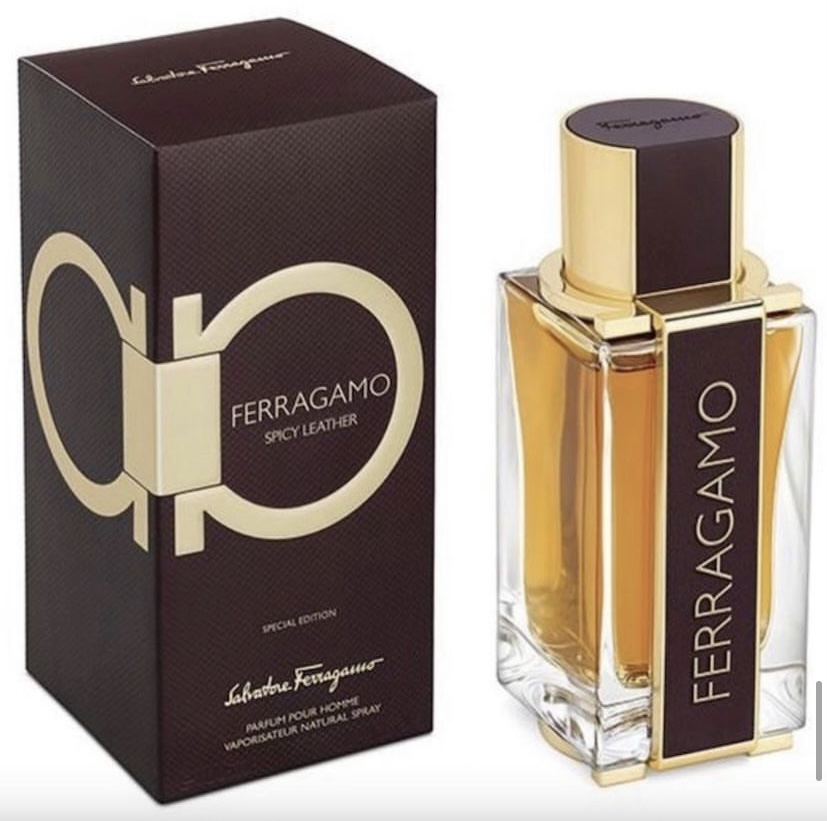 Salvatore Ferragamo
FERRAGAMO
SPICY LEATHER
SPECIAL EDITION
Salvatore Ferragamo
PARFUM POUR HOMME
VAPORISATEUR NATURAL SPRAY
Ferragamo
FERRAGAMO